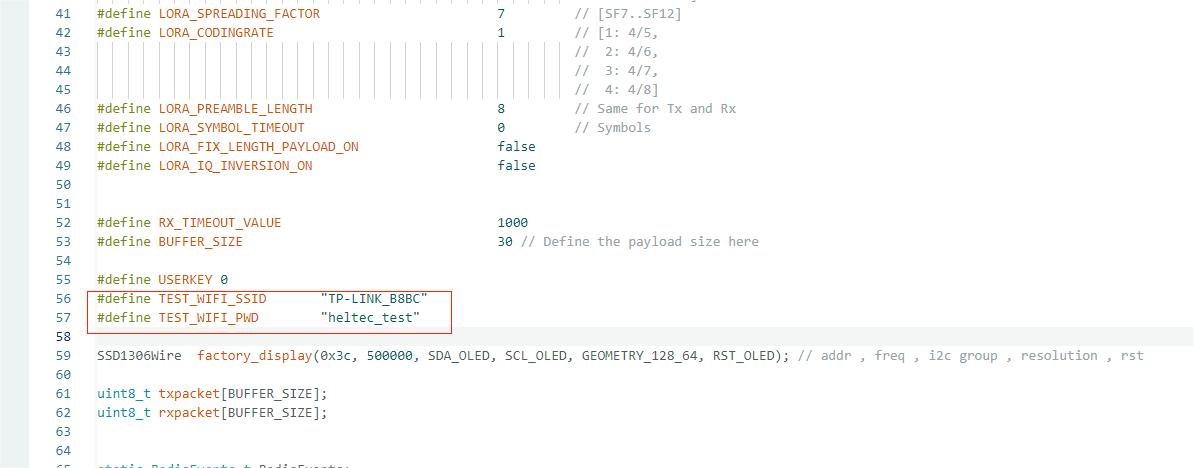 41 #define LORA_SPREADING_FACTOR 7 // [SF7..SF12]
42 #define LORA_CODINGRATE 1 // [1: 4/5,
43 // 2: 4/6,
44 // 3: 4/7,
45 // 4: 4/8]
46 #define LORA_PREAMBLE_LENGTH 8 // Same for Tx and Rx
47 #define LORA_SYMBOL_TIMEOUT 0 // Symbols
48 #define LORA_FIX_LENGTH_PAYLOAD_ON false
49 #define LORA_IQ_INVERSION_ON false
50
51
52 #define RX_TIMEOUT_VALUE 1000
53 #define BUFFER_SIZE 30 // Define the payload size here
54
55 #define USERKEY 0
56 #define TEST_WIFI_SSID "TP-LINK_B8BC"
57 #define TEST_WIFI_PWD "heltec_test"
58
59 SSD1306Wire factory_display(0x3c, 500000, SDA_OLED, SCL_OLED, GEOMETRY_128_64, RST_OLED); // addr , freq , i2c group , resolution , rst
60
61 uint8_t txpacket[BUFFER_SIZE];
62 uint8_t rxpacket[BUFFER_SIZE];
63
64